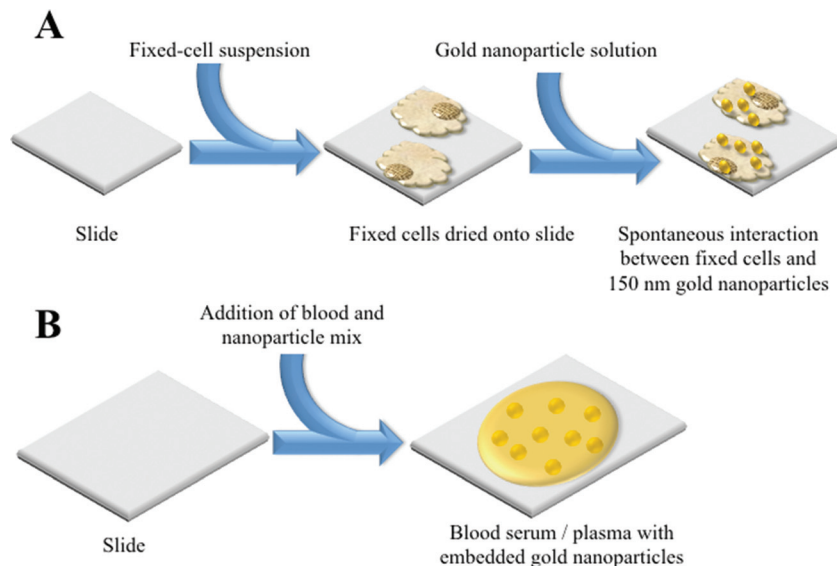 A
Fixed-cell suspension
Gold nanoparticle solution
Slide
Fixed cells dried onto slide
Spontaneous interaction
between fixed cells and
150 nm gold nanoparticles
B
Addition of blood and
nanoparticle mix
Slide
Blood serum / plasma with
embedded gold nanoparticles